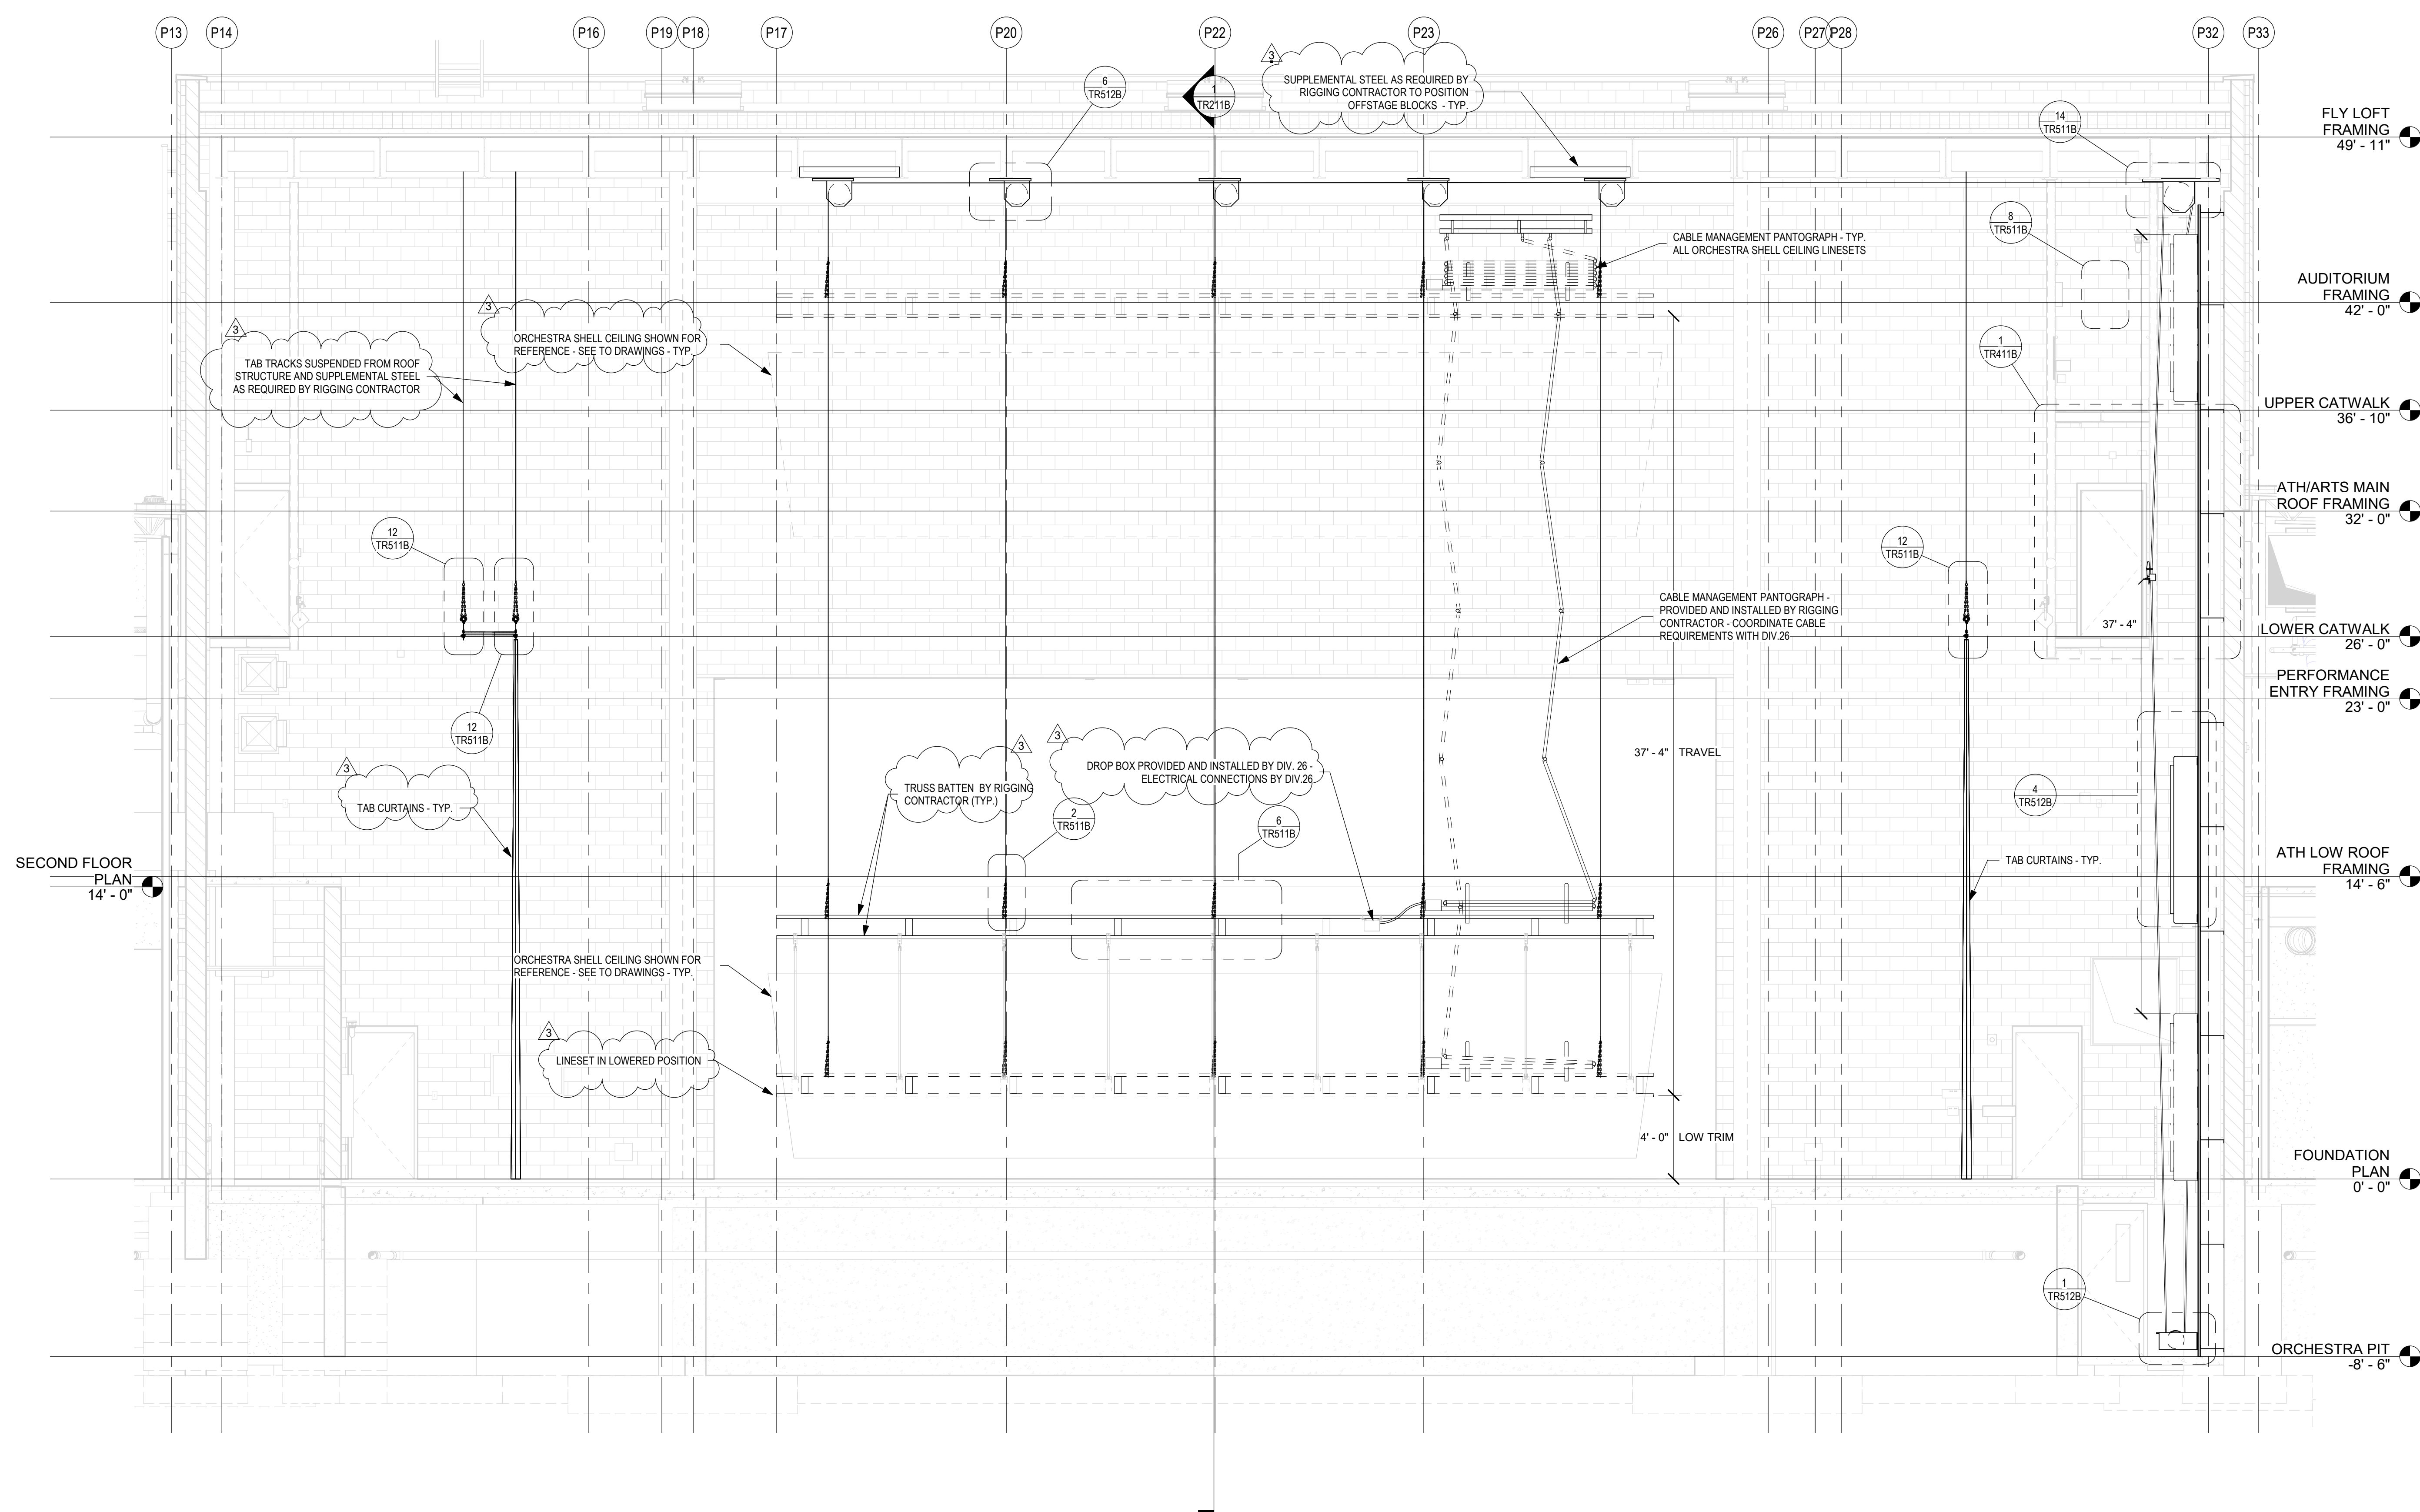 P13
P14
P16
P19
P18
P17
P20
P22
P23
P26
P27
P28
P32
P33
3
SUPPLEMENTAL STEEL AS REQUIRED BY
RIGGING CONTRACTOR TO POSITION
OFFSTAGE BLOCKS - TYP.
6
TR512B
1
TR211B
14
TR511B
FLY LOFT
FRAMING
49' - 11"
8
TR511B
CABLE MANAGEMENT PANTOGRAPH - TYP.
ALL ORCHESTRA SHELL CEILING LINESETS
AUDITORIUM
FRAMING
42' - 0"
3
ORCHESTRA SHELL CEILING SHOWN FOR
REFERENCE - SEE TO DRAWINGS - TYP.
3
TAB TRACKS SUSPENDED FROM ROOF
STRUCTURE AND SUPPLEMENTAL STEEL
AS REQUIRED BY RIGGING CONTRACTOR
1
TR411B
UPPER CATWALK
36' - 10"
ATH/ARTS MAIN
ROOF FRAMING
32' - 0"
12
TR511B
12
TR511B
CABLE MANAGEMENT PANTOGRAPH -
PROVIDED AND INSTALLED BY RIGGING
CONTRACTOR - COORDINATE CABLE
REQUIREMENTS WITH DIV.26
37' - 4"
LOWER CATWALK
26' - 0"
PERFORMANCE
ENTRY FRAMING
23' - 0"
12
TR511B
3
TAB CURTAINS - TYP.
3
TRUSS BATTEN BY RIGGING
CONTRACTOR (TYP.)
3
DROP BOX PROVIDED AND INSTALLED BY DIV. 26 -
ELECTRICAL CONNECTIONS BY DIV.26
37' - 4" TRAVEL
2
TR511B
6
TR511B
4
TR512B
TAB CURTAINS - TYP.
SECOND FLOOR
PLAN
14' - 0"
ATH LOW ROOF
FRAMING
14' - 6"
ORCHESTRA SHELL CEILING SHOWN FOR
REFERENCE - SEE TO DRAWINGS - TYP.
3
LINESET IN LOWERED POSITION
4' - 0" LOW TRIM
FOUNDATION
PLAN
0' - 0"
1
TR512B
ORCHESTRA PIT
-8' - 6"